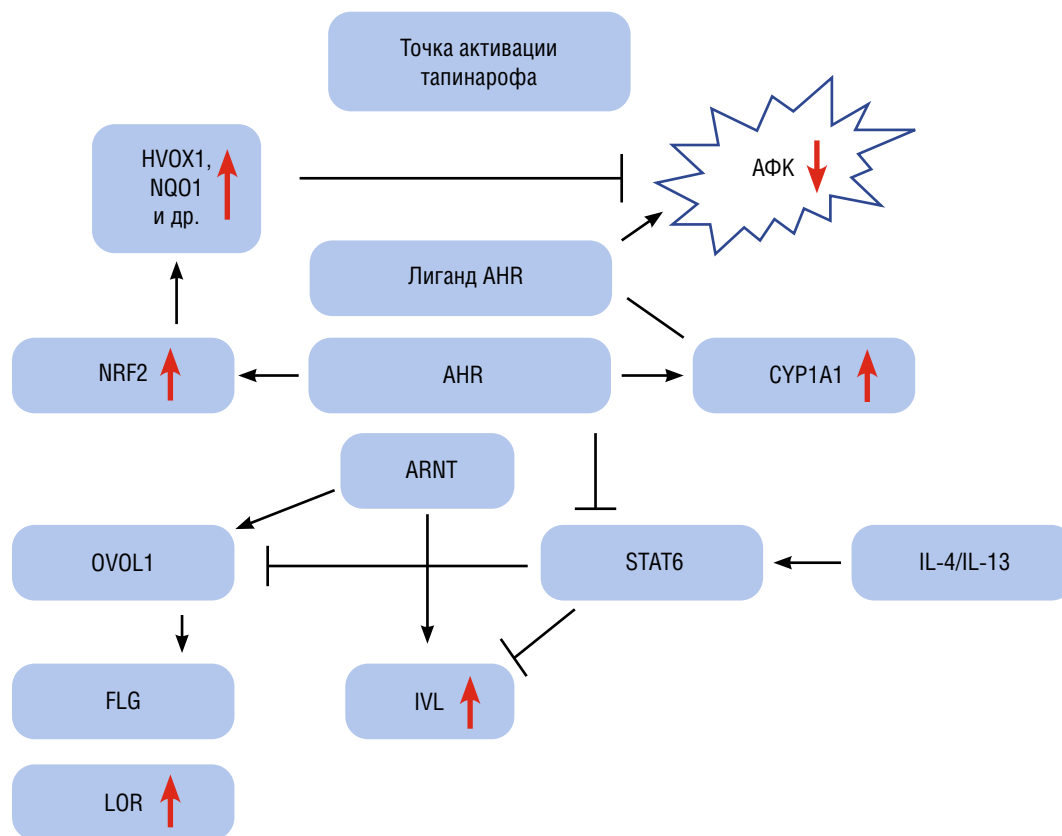 Точка активации
тапинарофа
HVOX1,
NQO1
и др.
АФК
Лиганд AHR
NRF2
AHR
CYP1A1
ARNT
OVOL1
STAT6
IL-4/IL-13
FLG
IVL
LOR